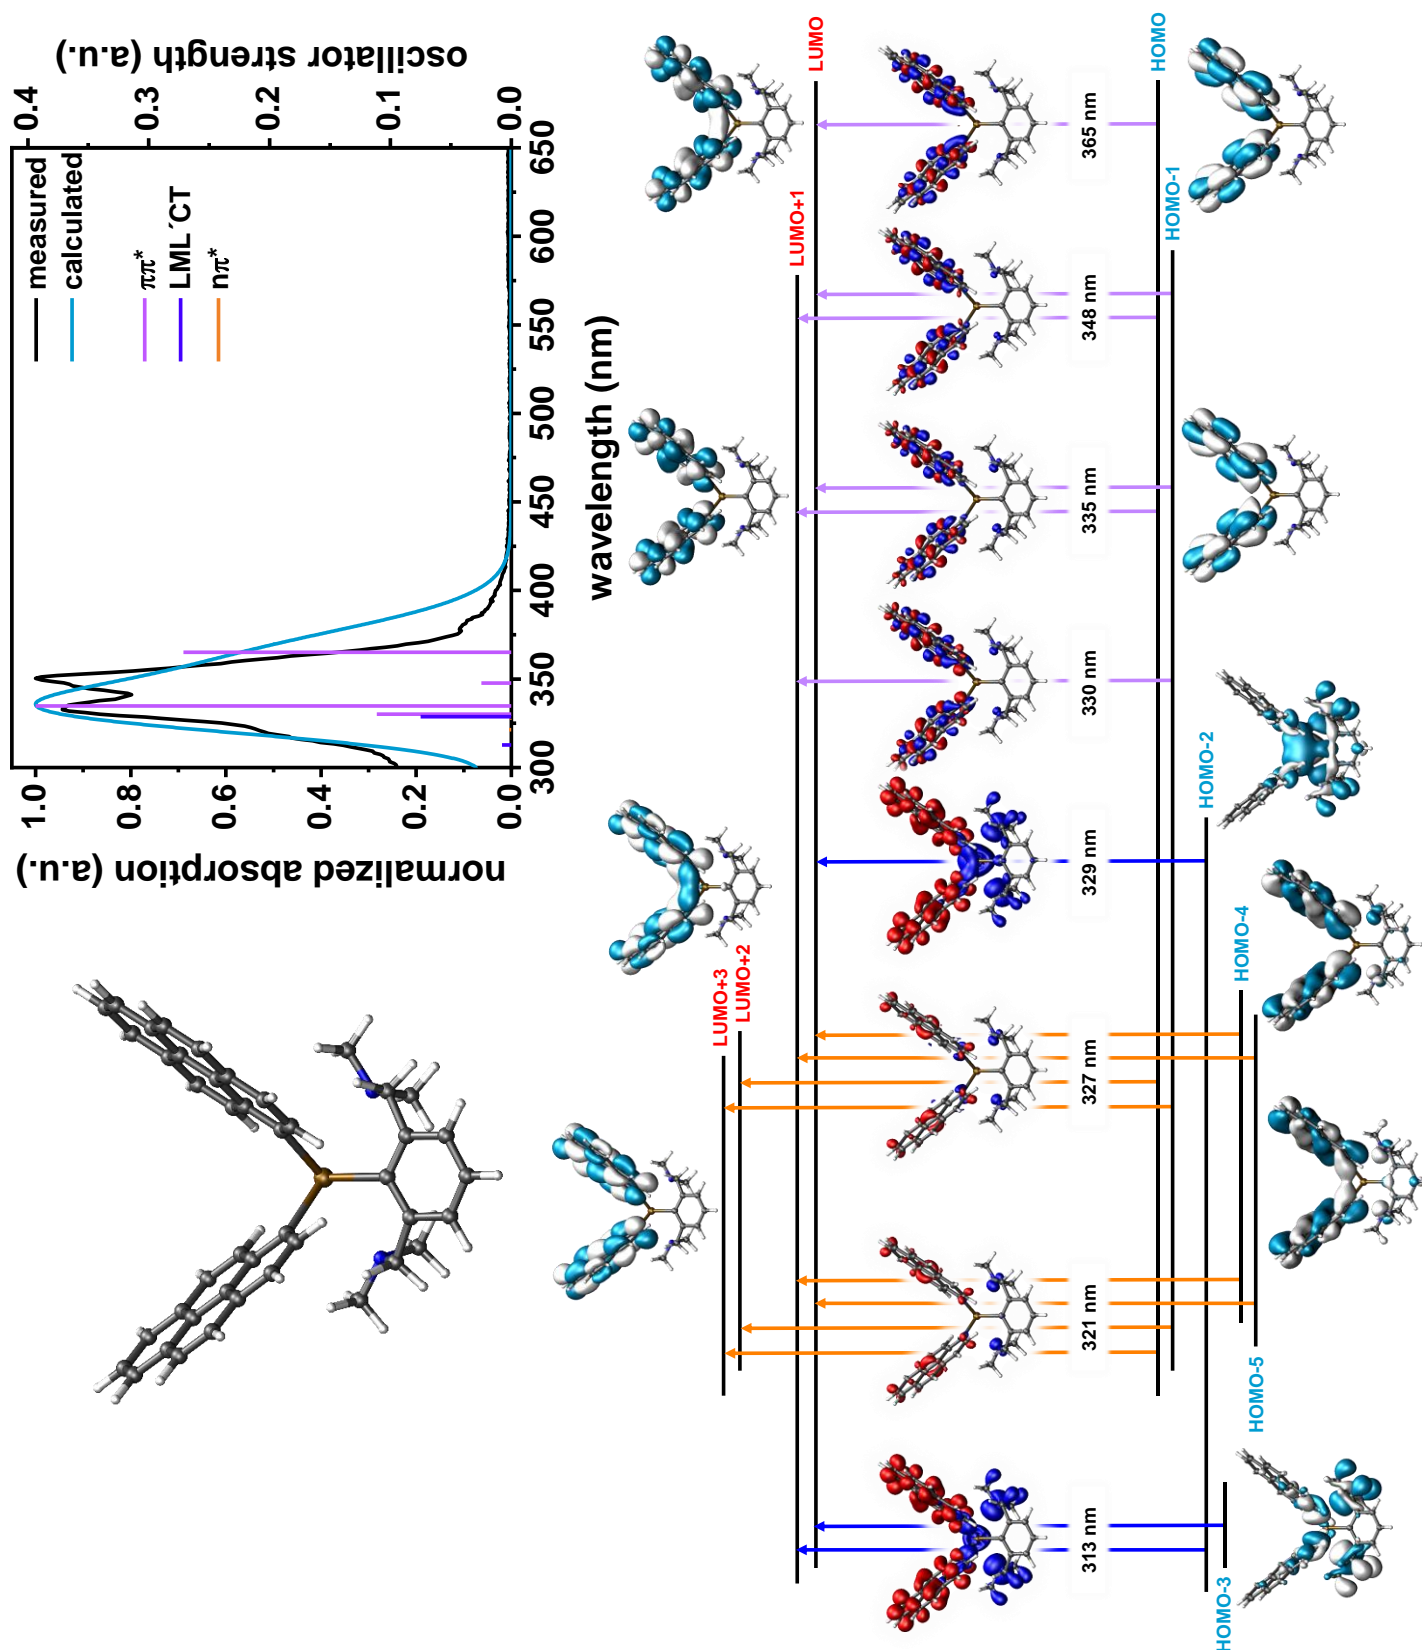 normalized absorption (a.u.)
1.0
0.8
0.6
0.4
0.2
0.0
oscillator strength (a.u.)
0.4
0.3
0.2
0.1
0.0
300
350
400
450
500
550
600
650
wavelength (nm)
measured
calculated
ππ*
LML´CT
nπ*
LUMO+3
LUMO+2
LUMO+1
LUMO
313 nm
321 nm
327 nm
329 nm
330 nm
335 nm
348 nm
365 nm
HOMO
HOMO-1
HOMO-2
HOMO-3
HOMO-4
HOMO-5